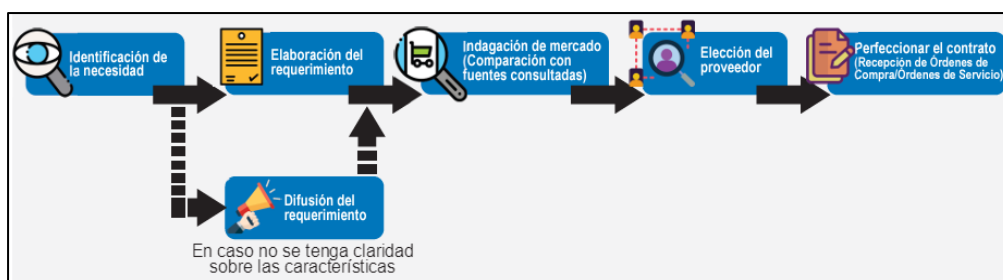 Identificación de
la necesidad
Elaboración del
requerimiento
Indagación de mercado
(Comparación con
fuentes consultadas)
Elección del
proveedor
Perfeccionar el contrato
(Recepción de Órdenes de
Compra/Órdenes de Servicio)
Difusión del
requerimiento
En caso no se tenga claridad
sobre las características